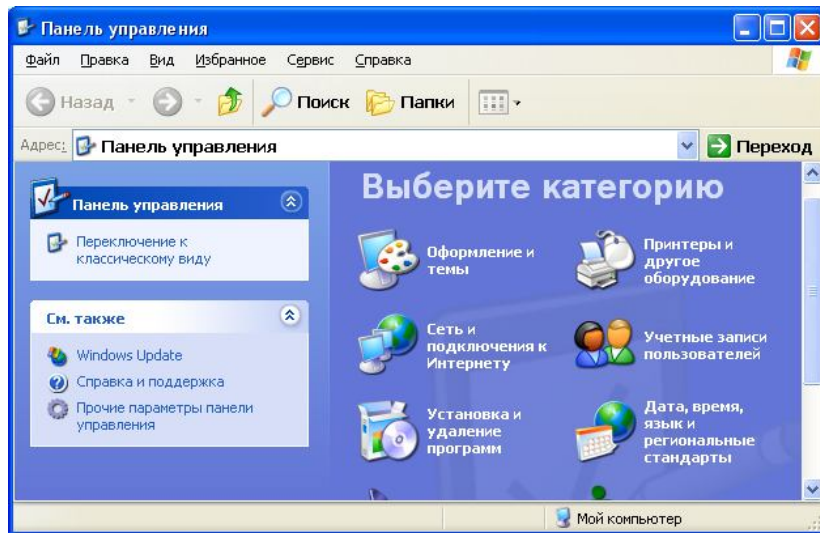 Панель управления
Файл Правка Вид Избранное Сервис Справка
Назад Поиск Папки
Адрес: Панель управления Переход
Панель управления
Переключение к
классическому виду
См. также
Windows Update
Справка и поддержка
Прочие параметры панели
управления
Выберите категорию
Оформление и
темы
Принтеры и
другое
оборудование
Сеть и
подключения к
Интернету
Учетные записи
пользователей
Установка и
удаление
программ
Дата, время,
язык и
региональные
стандарты
Мой компьютер